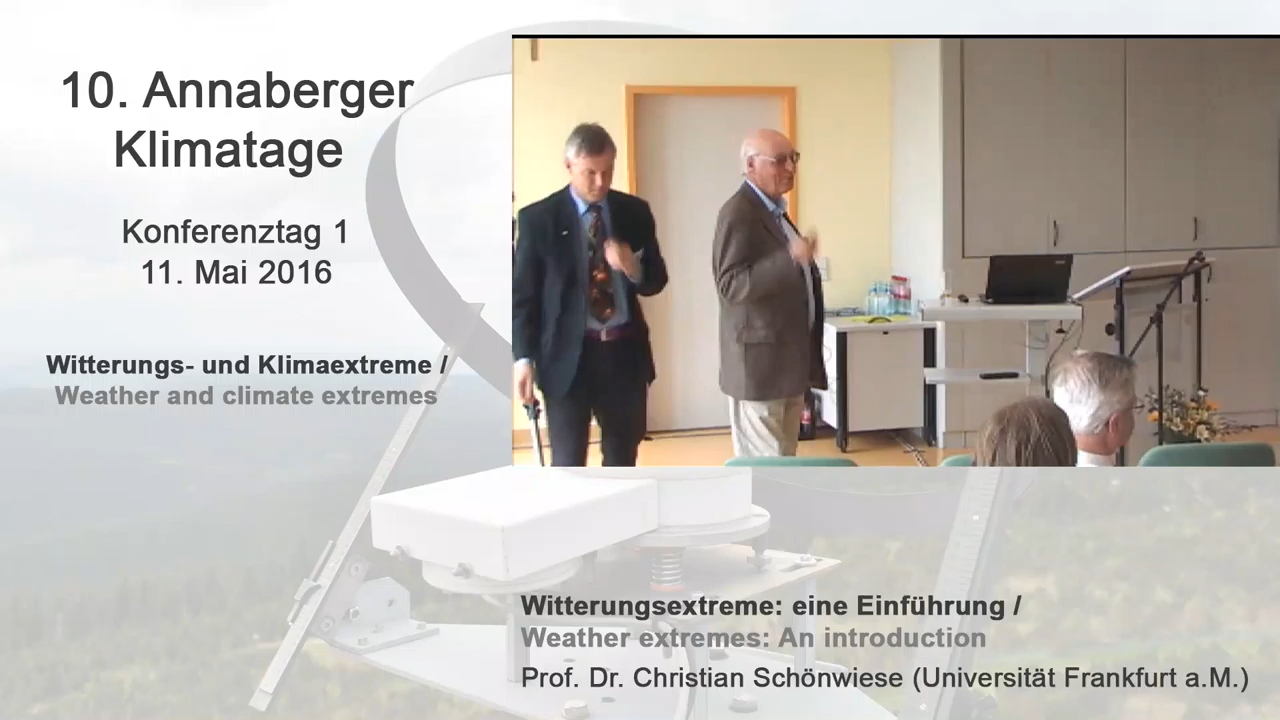 10. Annaberger
Klimatage
Konferenztag 1
11. Mai 2016
Witterungs- und Klimaextreme /
Weather and climate extremes
Witterungsextreme: eine Einführung /
Weather extremes: An introduction
Prof. Dr. Christian Schönwiese (Universität Frankfurt a.M.)